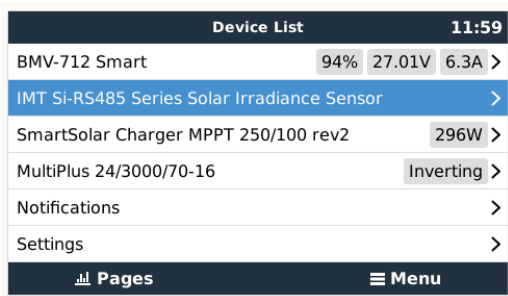 Device List 11:59
BMV-712 Smart 94% 27.01V 6.3A
IMT Si-RS485 Series Solar Irradiance Sensor
SmartSolar Charger MPPT 250/100 rev2 296W
MultiPlus 24/3000/70-16 Inverting
Notifications
Settings
Pages Menu